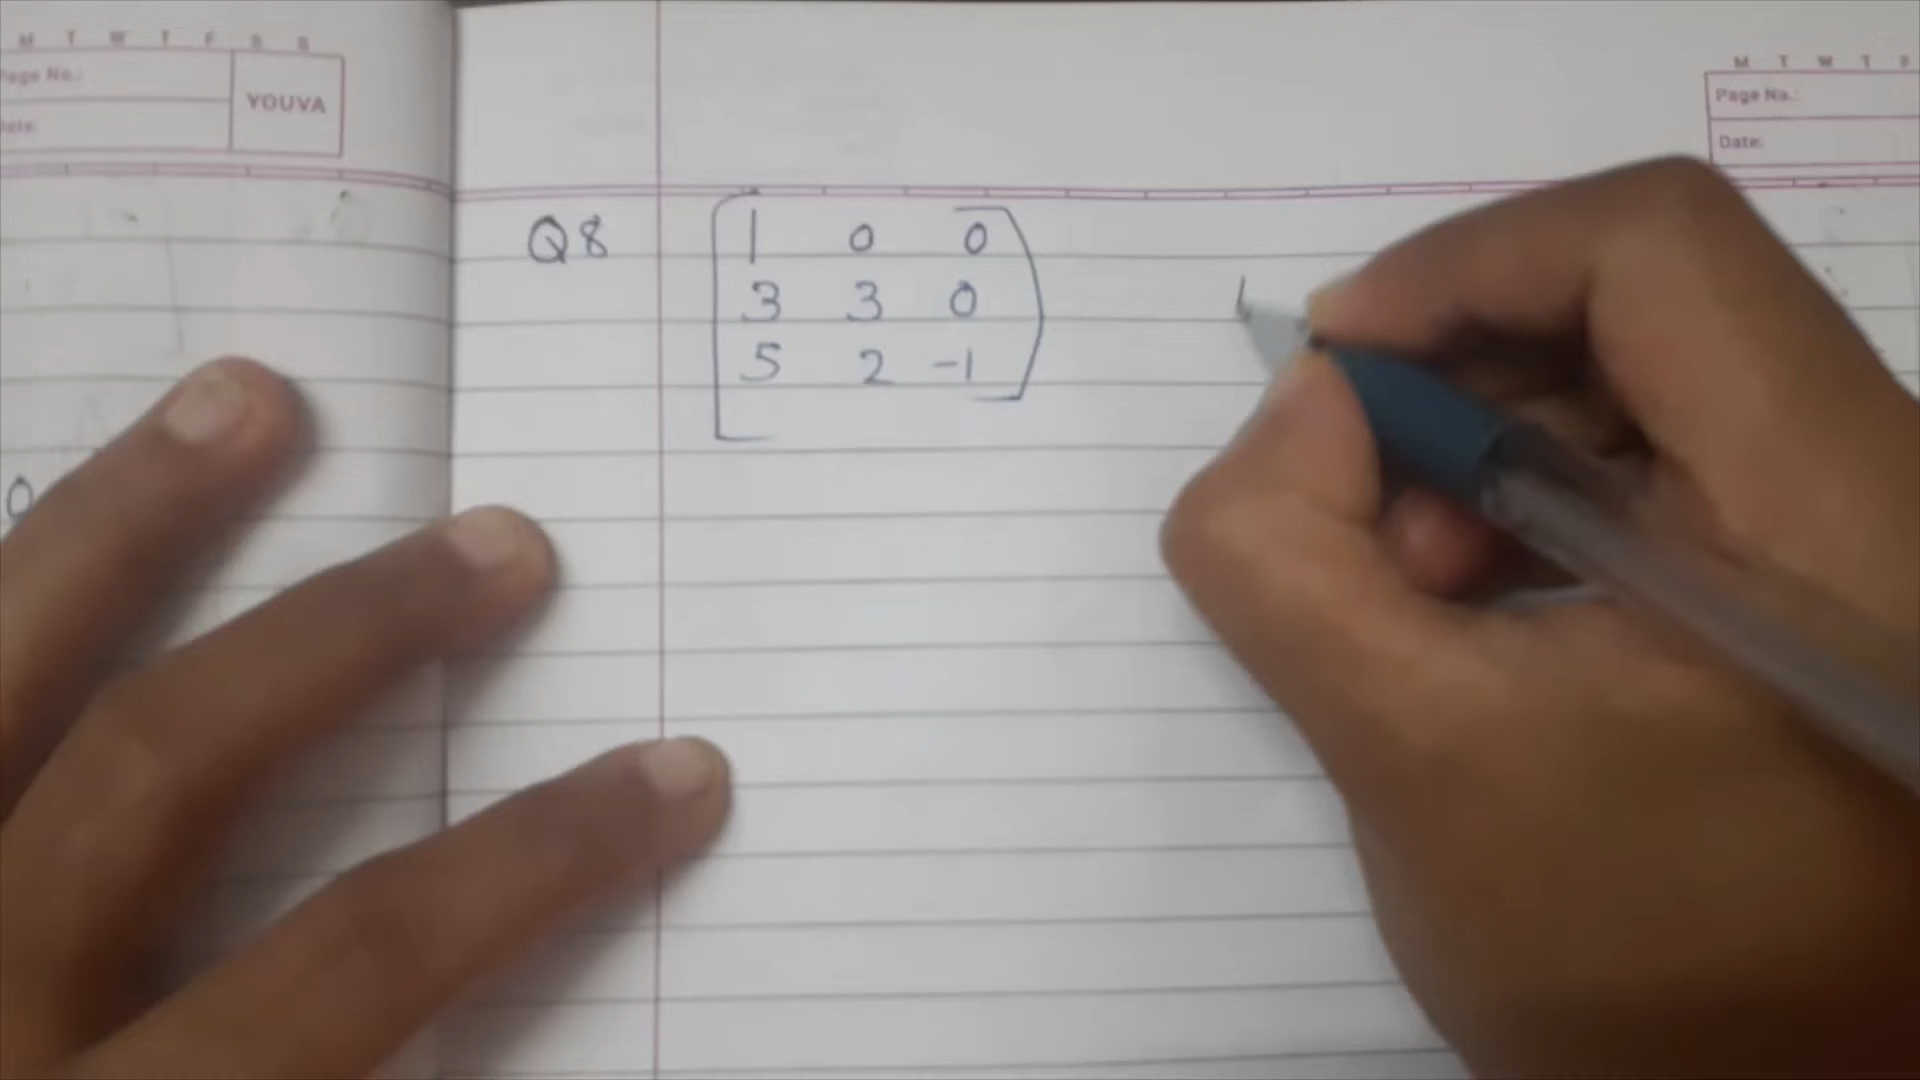 M T W T F S S
Page No.:
Date:
YOUVA
M T W T F
Page No.:
Date:
Q8 1 0 0
3 3 0
5 2 -1